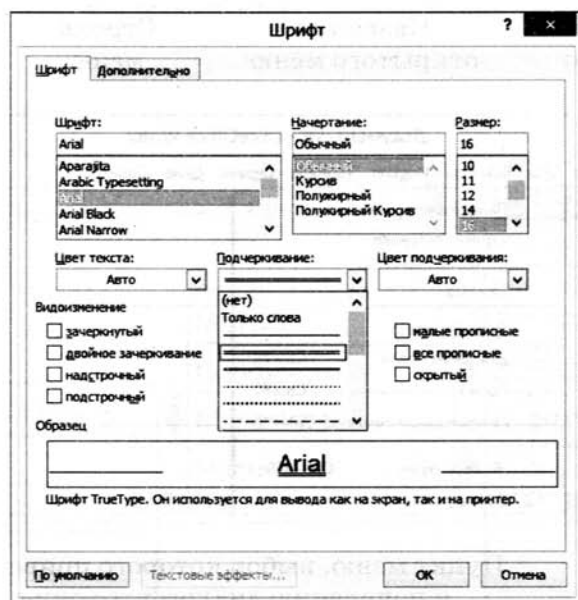 Шрифт ?
Шрифт Дополнительно
Шрифт: Начертание: Размер:
Arial Обычный 16
Aparajita Обычный 10
Arabic Typesetting Курсив 11
Arial Полужирный 12
Arial Black Полужирный Курсив 14
Arial Narrow 16
Цвет текста: Подчеркивание: Цвет подчеркивания:
Авто Авто
(нет)
Видоизменение
Только слова
зачеркнутый малые прописные
двойное зачеркивание все прописные
надстрочный скрытый
подстрочный
Образец
Arial
Шрифт TrueType. Он используется для вывода как на экран, так и на принтер.
По умолчанию Текстовые эффекты... ОК Отмена